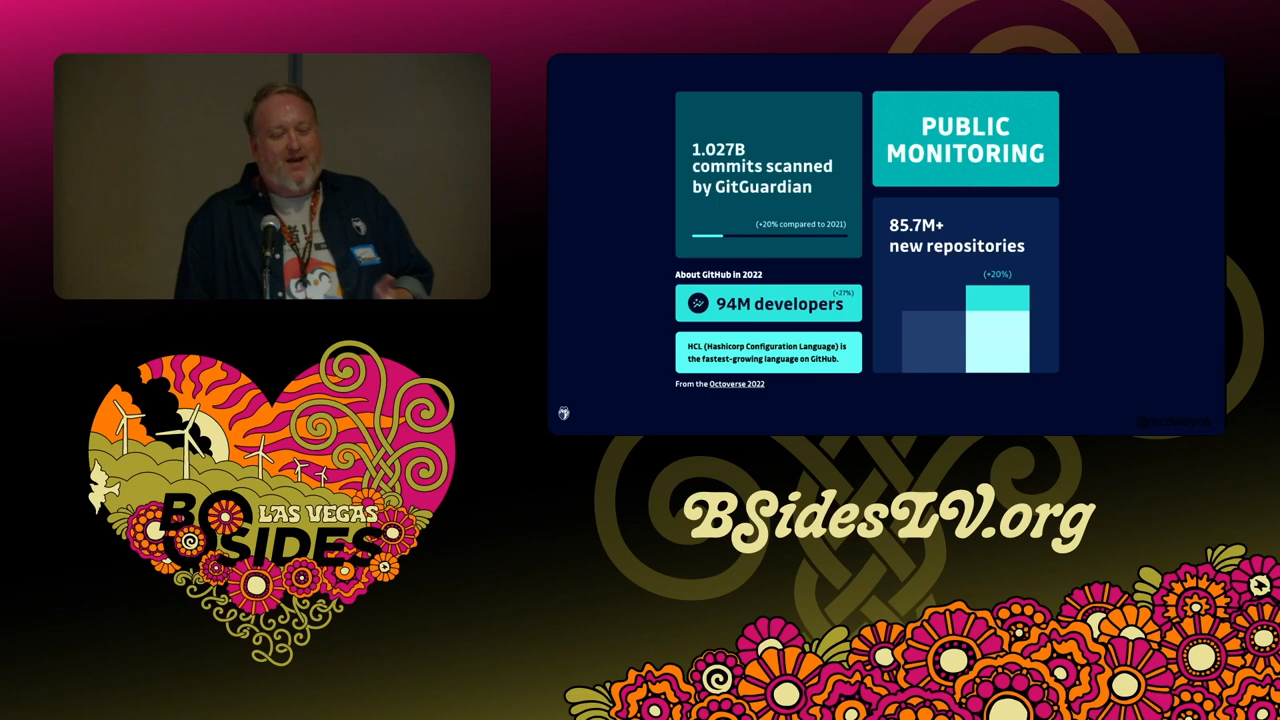 1.027B
commits scanned
by GitGuardian
(+20% compared to 2021)
PUBLIC
MONITORING
85.7M+
new repositories
(+20%)
About GitHub in 2022
94M developers
(+27%)
HCL (Hashicorp Configuration Language) is
the fastest-growing language on GitHub.
From the Octoverse 2022
BSIDES
LAS VEGAS
23
BSidesLV.org